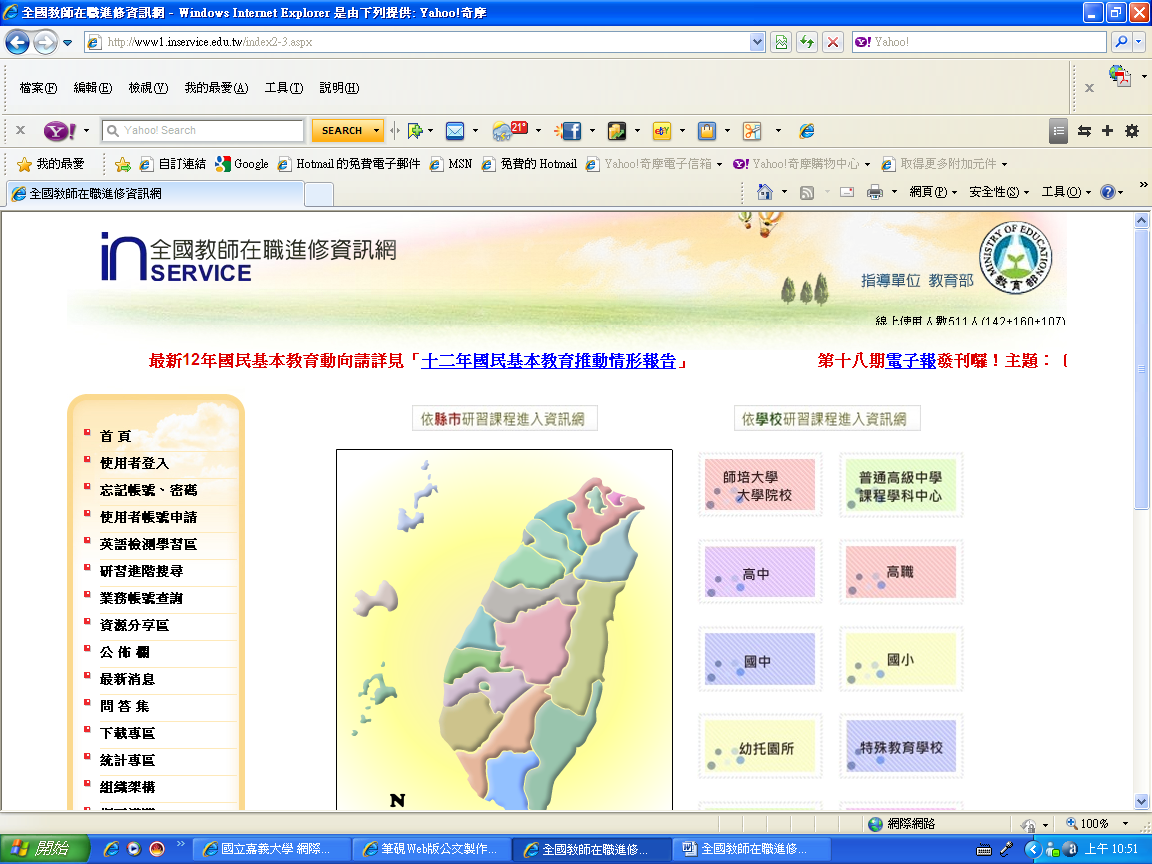 全國教師在職進修資訊網 - Windows Internet Explorer 是由下列提供: Yahoo!奇摩
http://www1.inservice.edu.tw/index2-3.aspx
Yahoo!
檔案(F) 編輯(E) 檢視(V) 我的最愛(A) 工具(T) 說明(H)
Yahoo! Search SEARCH 21°
我的最愛 自訂連結 Google Hotmail 的免費電子郵件 MSN 免費的 Hotmail Yahoo!奇摩電子信箱 Yahoo!奇摩購物中心 取得更多附加元件
全國教師在職進修資訊網 網頁(P) 安全性(S) 工具(O)
in 全國教師在職進修資訊網
SERVICE
指導單位 教育部
MINISTRY OF EDUCATION
教育部
線上使用人數511人(142+160+107)
最新12年國民基本教育動向請詳見「十二年國民基本教育推動情形報告」 第十八期電子報發刊囉！主題：
依縣市研習課程進入資訊網
依學校研習課程進入資訊網
首 頁
使用者登入
忘記帳號、密碼
使用者帳號申請
英語檢測學習區
研習進階搜尋
業務帳號查詢
資源分享區
公 佈 欄
最新消息
問 答 集
下載專區
統計專區
組織架構
N
師培大學
大學院校
普通高級中學
課程學科中心
高中
高職
國中
國小
幼托園所
特殊教育學校
網際網路 100%
開始 國立嘉義大學 網際... 筆硯Web版公文製作... 全國教師在職進修... 全國教師在職進修... 上午 10:51